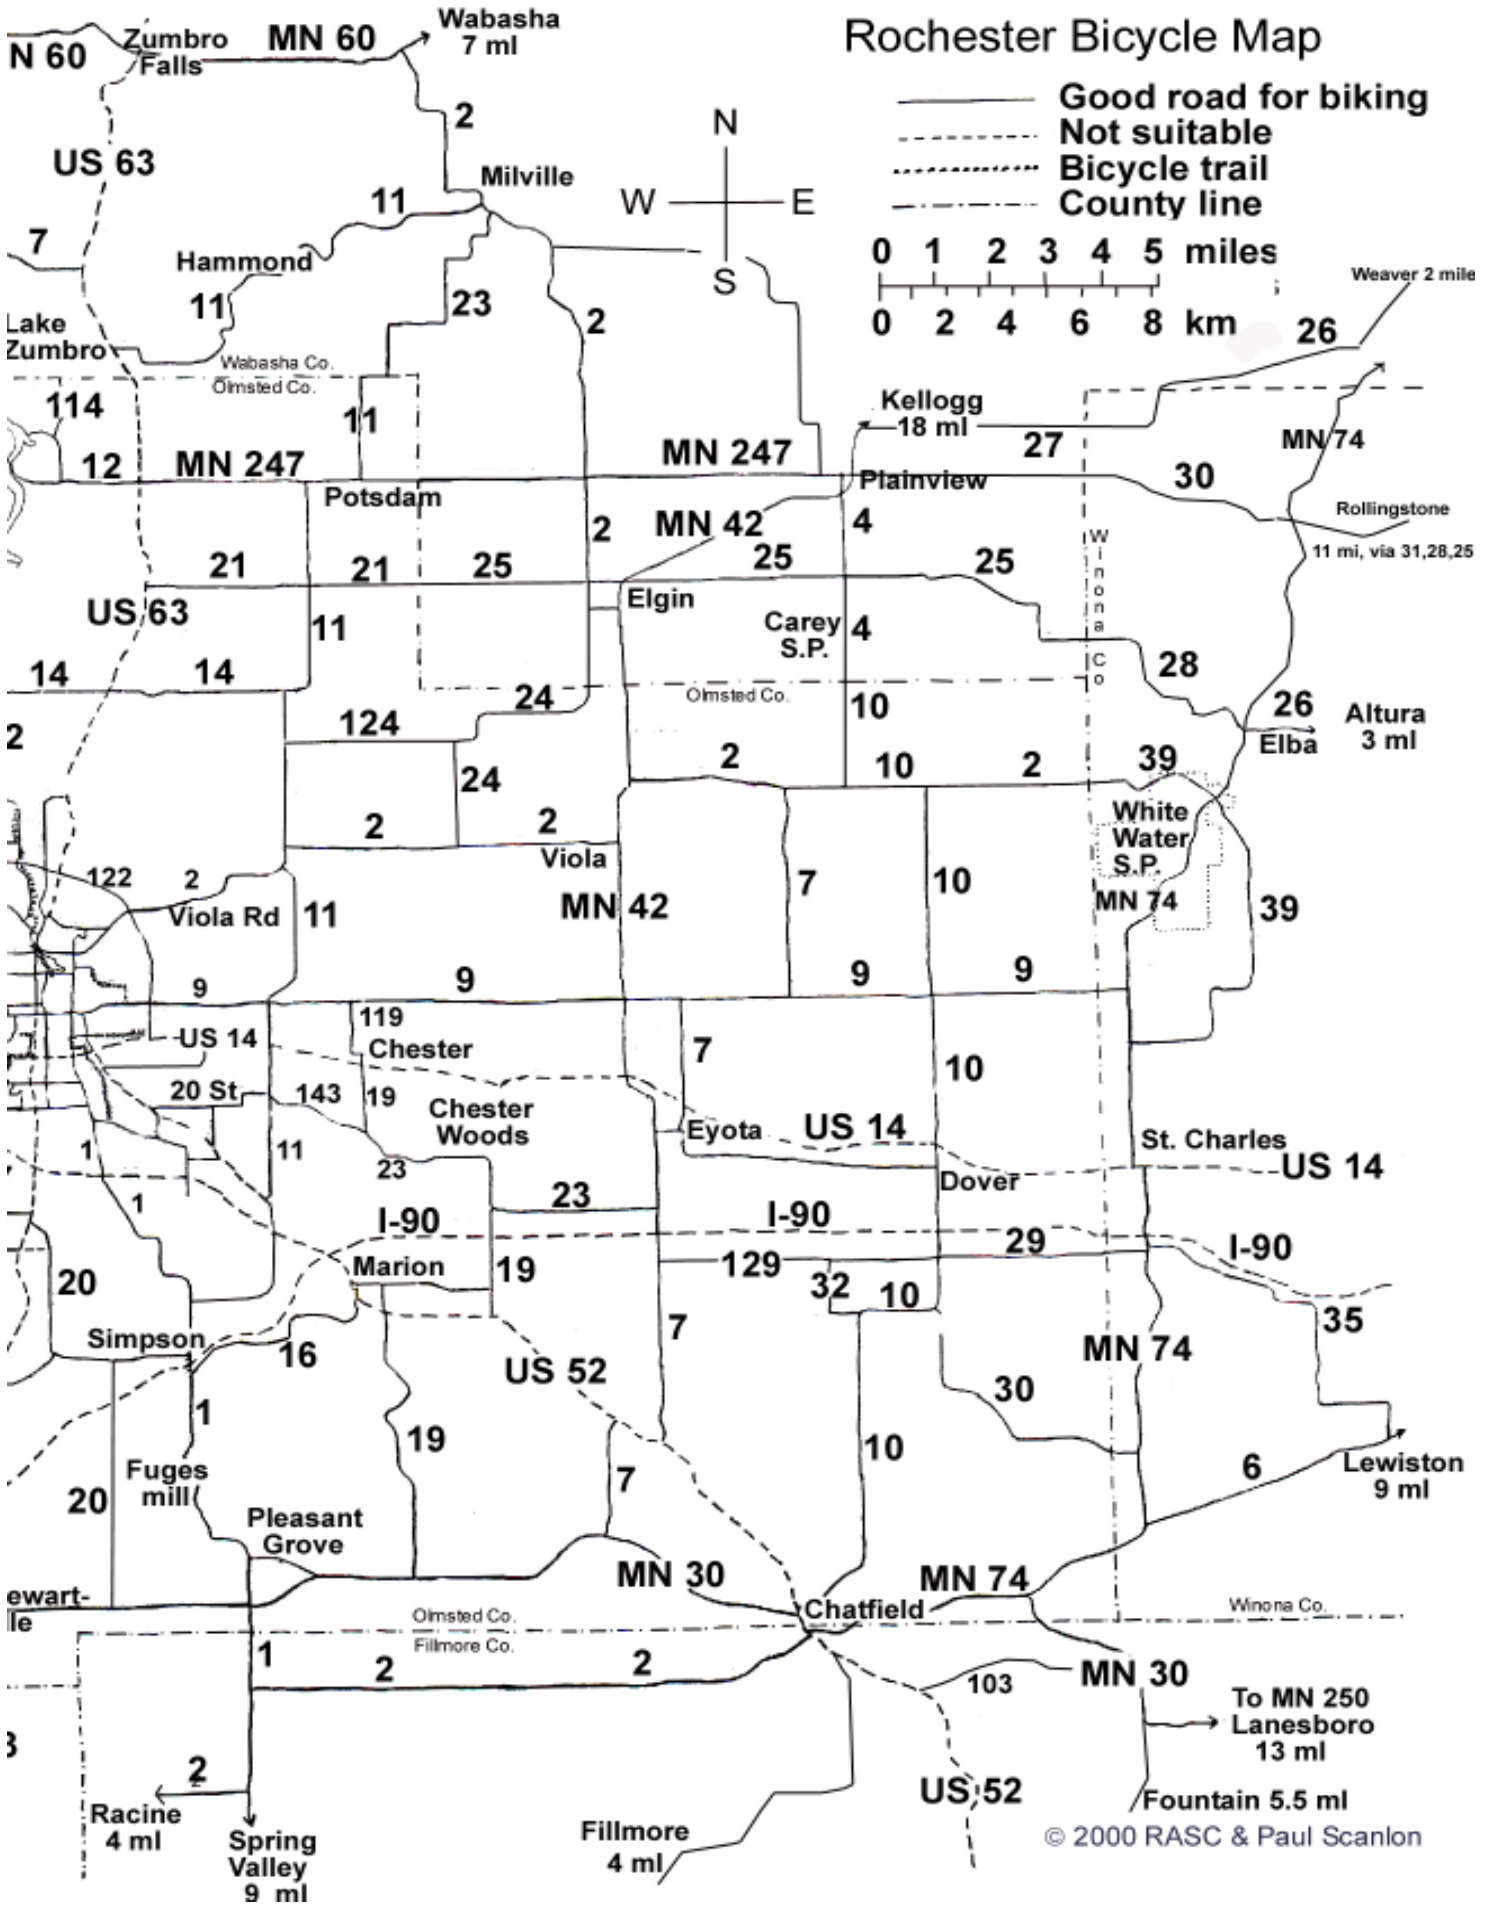 Rochester Bicycle Map
Good road for biking
Not suitable
Bicycle trail
County line
0 1 2 3 4 5 miles
0 2 4 6 8 km
N
W E
S
Wabasha
7 ml
Zumbro
Falls
MN 60
N 60
2
US 63
Milville
11
7
Hammond
11
23
2
Lake
Zumbro
Wabasha Co.
Olmsted Co.
Weaver 2 mile
26
114
11
Kellogg
18 ml
27
MN 74
12
MN 247
MN 247
Potsdam
Plainview
30
Rollingstone
11 mi, via 31,28,25
2
MN 42
4
21
21
25
25
25
Winona Co
US 63
11
Elgin
Carey
S.P.
4
28
14
14
24
Olmsted Co.
10
26
Altura
3 ml
Elba
2
124
24
2
10
2
39
2
2
Viola
White
Water
S.P.
122
2
Viola Rd
11
MN 42
7
10
MN 74
39
9
9
9
9
US 14
119
Chester
7
10
20 St
143
19
Chester
Woods
Eyota
US 14
St. Charles
US 14
1
11
23
Dover
1
23
I-90
I-90
29
I-90
Marion
19
129
20
32
10
Simpson
16
7
35
US 52
MN 74
1
30
19
10
7
6
Lewiston
9 ml
Fuges
mill
20
Pleasant
Grove
MN 30
MN 74
ewart-
le
Olmsted Co.
Chatfield
Winona Co.
Fillmore Co.
1
2
2
103
MN 30
To MN 250
Lanesboro
13 ml
2
US 52
Fountain 5.5 ml
Racine
4 ml
Spring
Valley
9 ml
Fillmore
4 ml
© 2000 RASC & Paul Scanlon